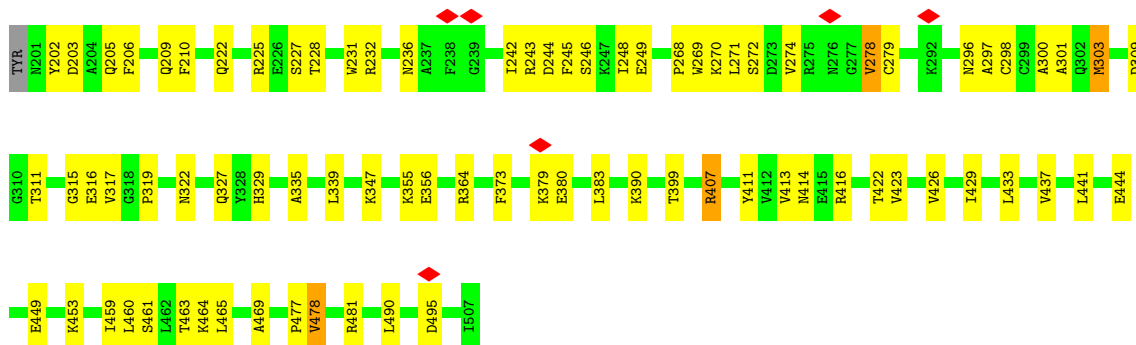 TYR N201 Y202 D203 A204 Q205 F206 Q209 F210 Q222 R225 E226 S227 T228 W231 R232 N236 A237 F238 G239 I242 R243 D244 F245 S246 K247 I248 E249 P268 W269 K270 L271 S272 D273 V274 R275 N276 G277 V278 C279 K292 N296 A297 C298 C299 A300 A301 Q302 M303
G310 T311 G315 E316 V317 G318 P319 N322 Q327 Y328 H329 A335 L339 K347 K355 E356 R364 F373 K379 E380 L383 K390 T399 R407 Y411 V412 V413 N414 E415 R416 T422 V423 V426 I429 L433 V437 L441 E444
E449 K453 I459 L460 S461 L462 T463 K464 L465 A469 P477 V478 R481 L490 D495 I507